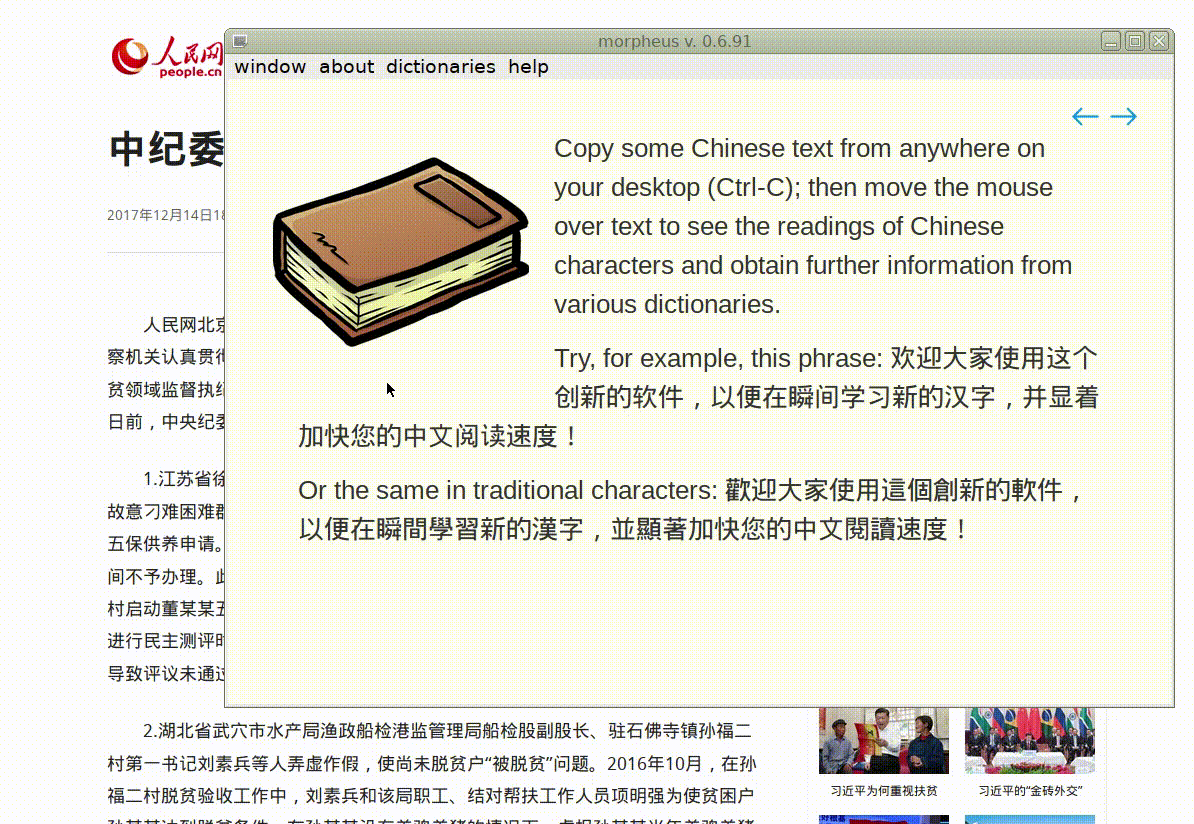 人民网
people.cn
中纪委
2017年12月14日18
人民网北京
察机关认真贯彻
贫领域监督执纪
日前，中央纪委
1.江苏省徐
故意刁难困难群
五保供养申请。
间不予办理。此
村启动董某某五
进行民主测评时
导致评议未通过
morpheus v. 0.6.91
window about dictionaries help
Copy some Chinese text from anywhere on
your desktop (Ctrl-C); then move the mouse
over text to see the readings of Chinese
characters and obtain further information from
various dictionaries.
Try, for example, this phrase: 欢迎大家使用这个
创新的软件，以便在瞬间学习新的汉字，并显着
加快您的中文阅读速度！
Or the same in traditional characters: 歡迎大家使用這個創新的軟件，
以便在瞬間學習新的漢字，並顯著加快您的中文閱讀速度！
2.湖北省武穴市水产局渔政船检港监管理局船检股副股长、驻石佛寺镇孙福二
村第一书记刘素兵等人弄虚作假，使尚未脱贫户“被脱贫”问题。2016年10月，在孙
福二村脱贫验收工作中，刘素兵和该局职工、结对帮扶工作人员项明强为使贫困户
习近平为何重视扶贫
习近平的“金砖外交”